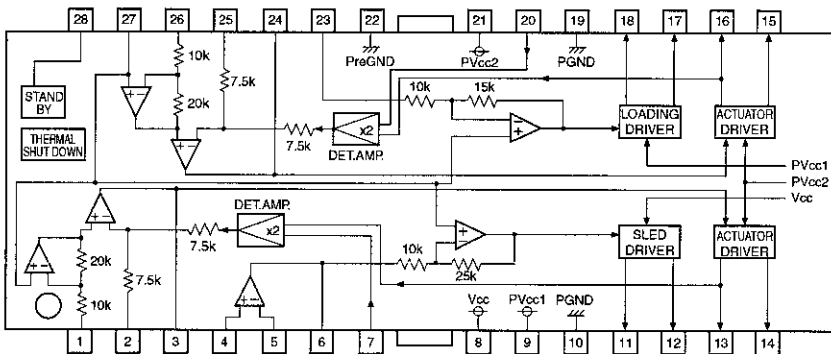 28 27 26 25 24 23 22 21 20 19 18 17 16 15
10k
7.5k
PreGND
PVcc2
PGND
STAND BY
20k
10k
15k
×2
LOADING DRIVER
ACTUATOR DRIVER
THERMAL SHUT DOWN
7.5k
DET.AMP.
PVcc1
PVcc2
Vcc
DET.AMP.
×2
7.5k
10k
25k
SLED DRIVER
ACTUATOR DRIVER
20k
7.5k
10k
Vcc
PVcc1
PGND
1 2 3 4 5 6 7 8 9 10 11 12 13 14